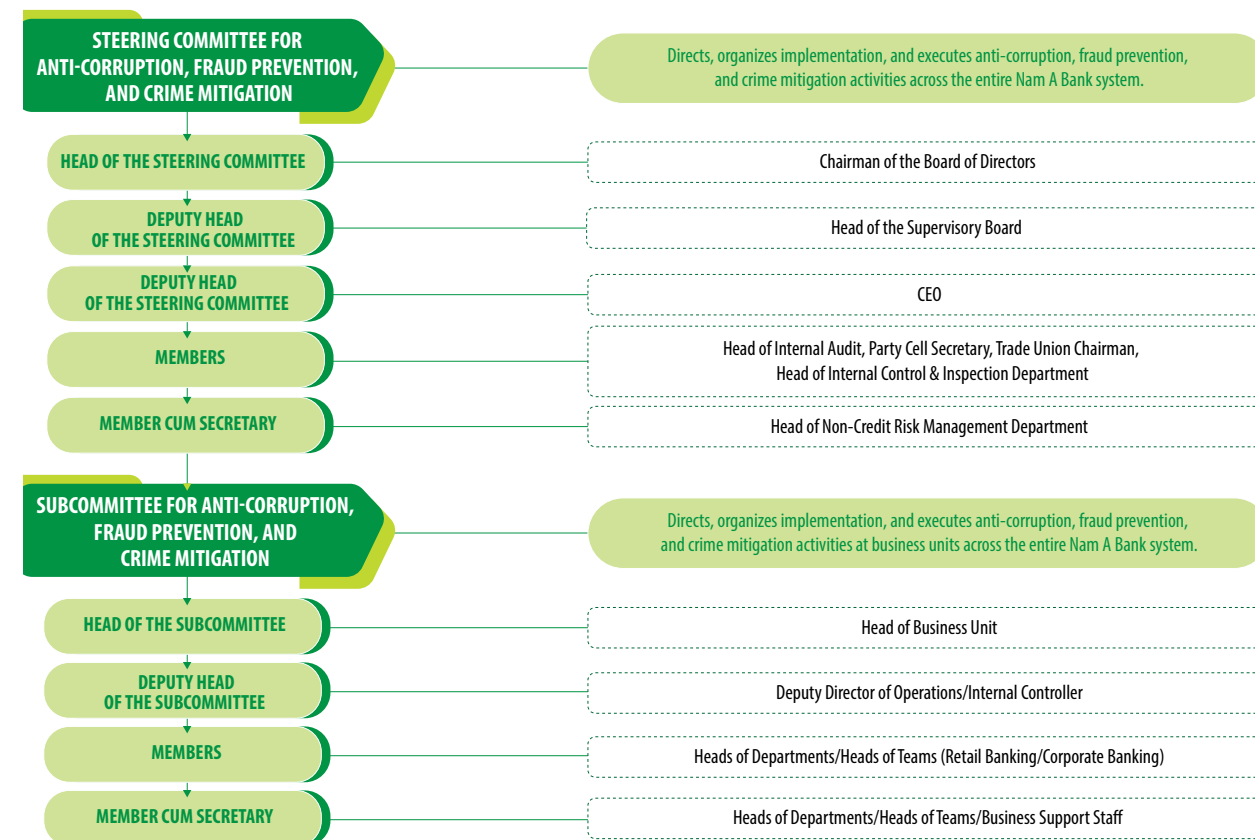 STEERING COMMITTEE FOR
ANTI-CORRUPTION, FRAUD PREVENTION,
AND CRIME MITIGATION
Directs, organizes implementation, and executes anti-corruption, fraud prevention,
and crime mitigation activities across the entire Nam A Bank system.
HEAD OF THE STEERING COMMITTEE
Chairman of the Board of Directors
DEPUTY HEAD
OF THE STEERING COMMITTEE
Head of the Supervisory Board
DEPUTY HEAD
OF THE STEERING COMMITTEE
CEO
MEMBERS
Head of Internal Audit, Party Cell Secretary, Trade Union Chairman,
Head of Internal Control & Inspection Department
MEMBER CUM SECRETARY
Head of Non-Credit Risk Management Department
SUBCOMMITTEE FOR ANTI-CORRUPTION,
FRAUD PREVENTION, AND
CRIME MITIGATION
Directs, organizes implementation, and executes anti-corruption, fraud prevention,
and crime mitigation activities at business units across the entire Nam A Bank system.
HEAD OF THE SUBCOMMITTEE
Head of Business Unit
DEPUTY HEAD
OF THE SUBCOMMITTEE
Deputy Director of Operations/Internal Controller
MEMBERS
Heads of Departments/Heads of Teams (Retail Banking/Corporate Banking)
MEMBER CUM SECRETARY
Heads of Departments/Heads of Teams/Business Support Staff